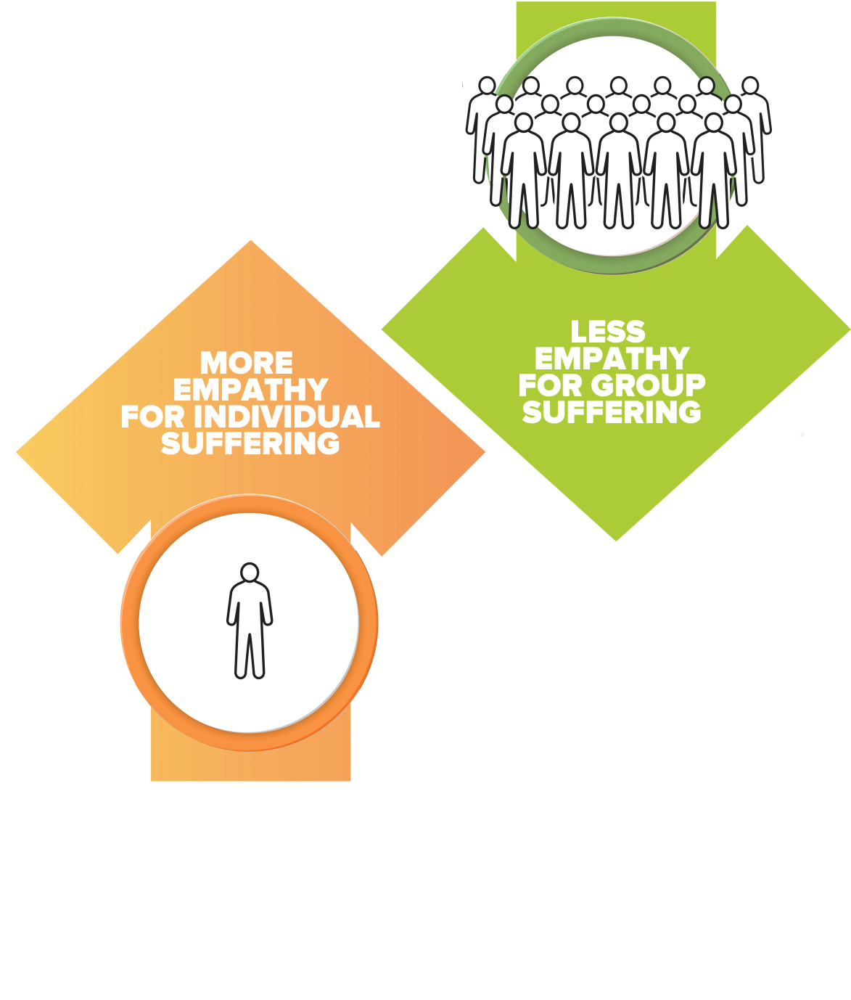 MORE
EMPATHY
FOR INDIVIDUAL
SUFFERING
LESS
EMPATHY
FOR GROUP
SUFFERING